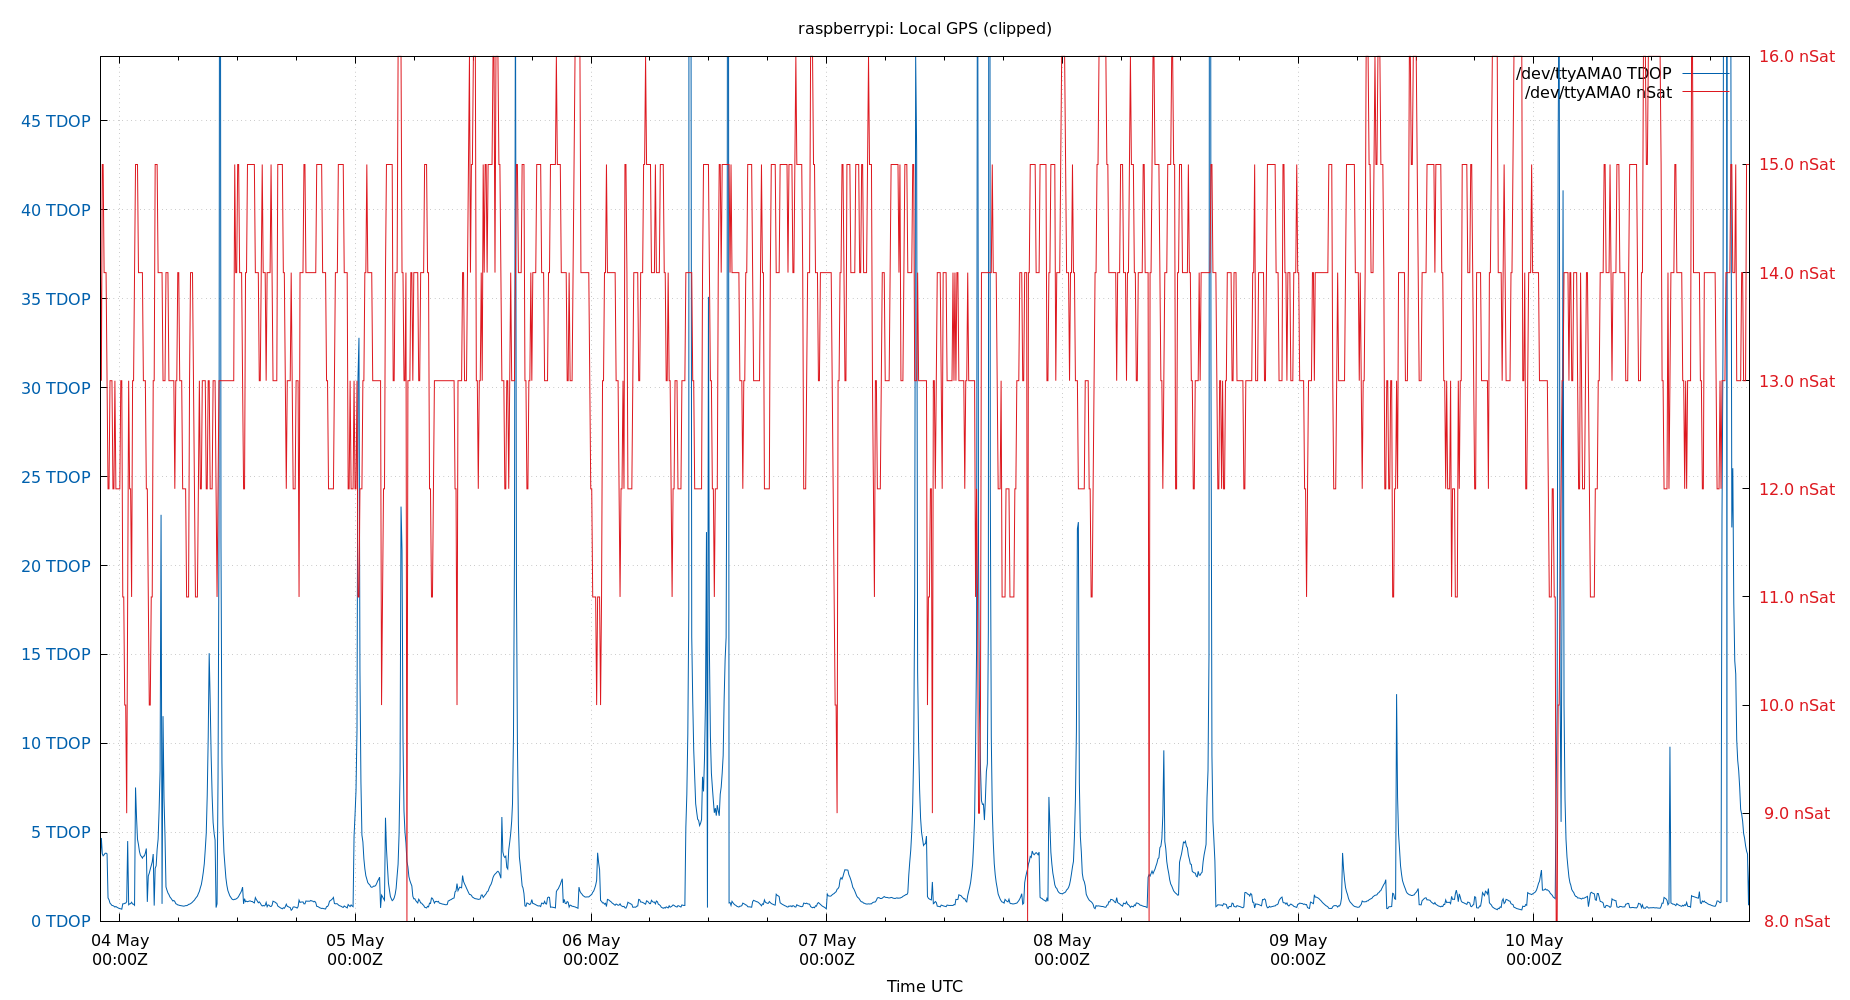 raspberrypi: Local GPS (clipped)
/dev/ttyAMA0 TDOP
/dev/ttyAMA0 nSat
45 TDOP
40 TDOP
35 TDOP
30 TDOP
25 TDOP
20 TDOP
15 TDOP
10 TDOP
5 TDOP
0 TDOP
16.0 nSat
15.0 nSat
14.0 nSat
13.0 nSat
12.0 nSat
11.0 nSat
10.0 nSat
9.0 nSat
8.0 nSat
04 May
00:00Z
05 May
00:00Z
06 May
00:00Z
07 May
00:00Z
08 May
00:00Z
09 May
00:00Z
10 May
00:00Z
Time UTC